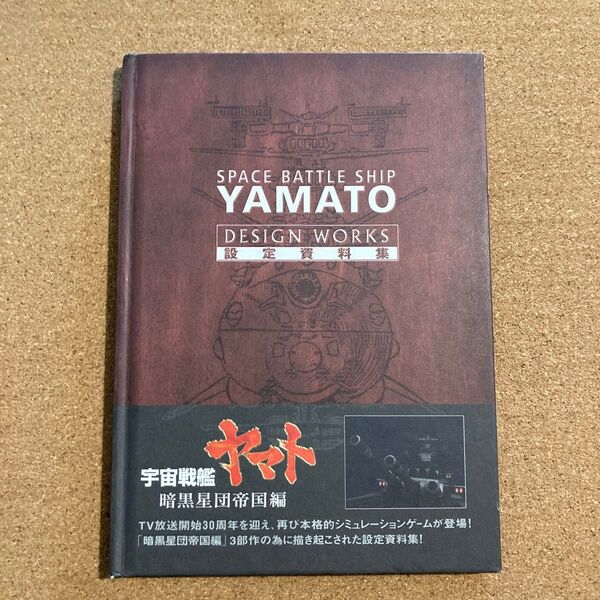 SPACE BATTLE SHIP
YAMATO
DESIGN WORKS
設定資料集
宇宙戦艦ヤマト
暗黒星団帝国編
TV放送開始30周年を迎え、再び本格的シミュレーションゲームが登場!
「暗黒星団帝国編」3部作の為に描き起こされた設定資料集!